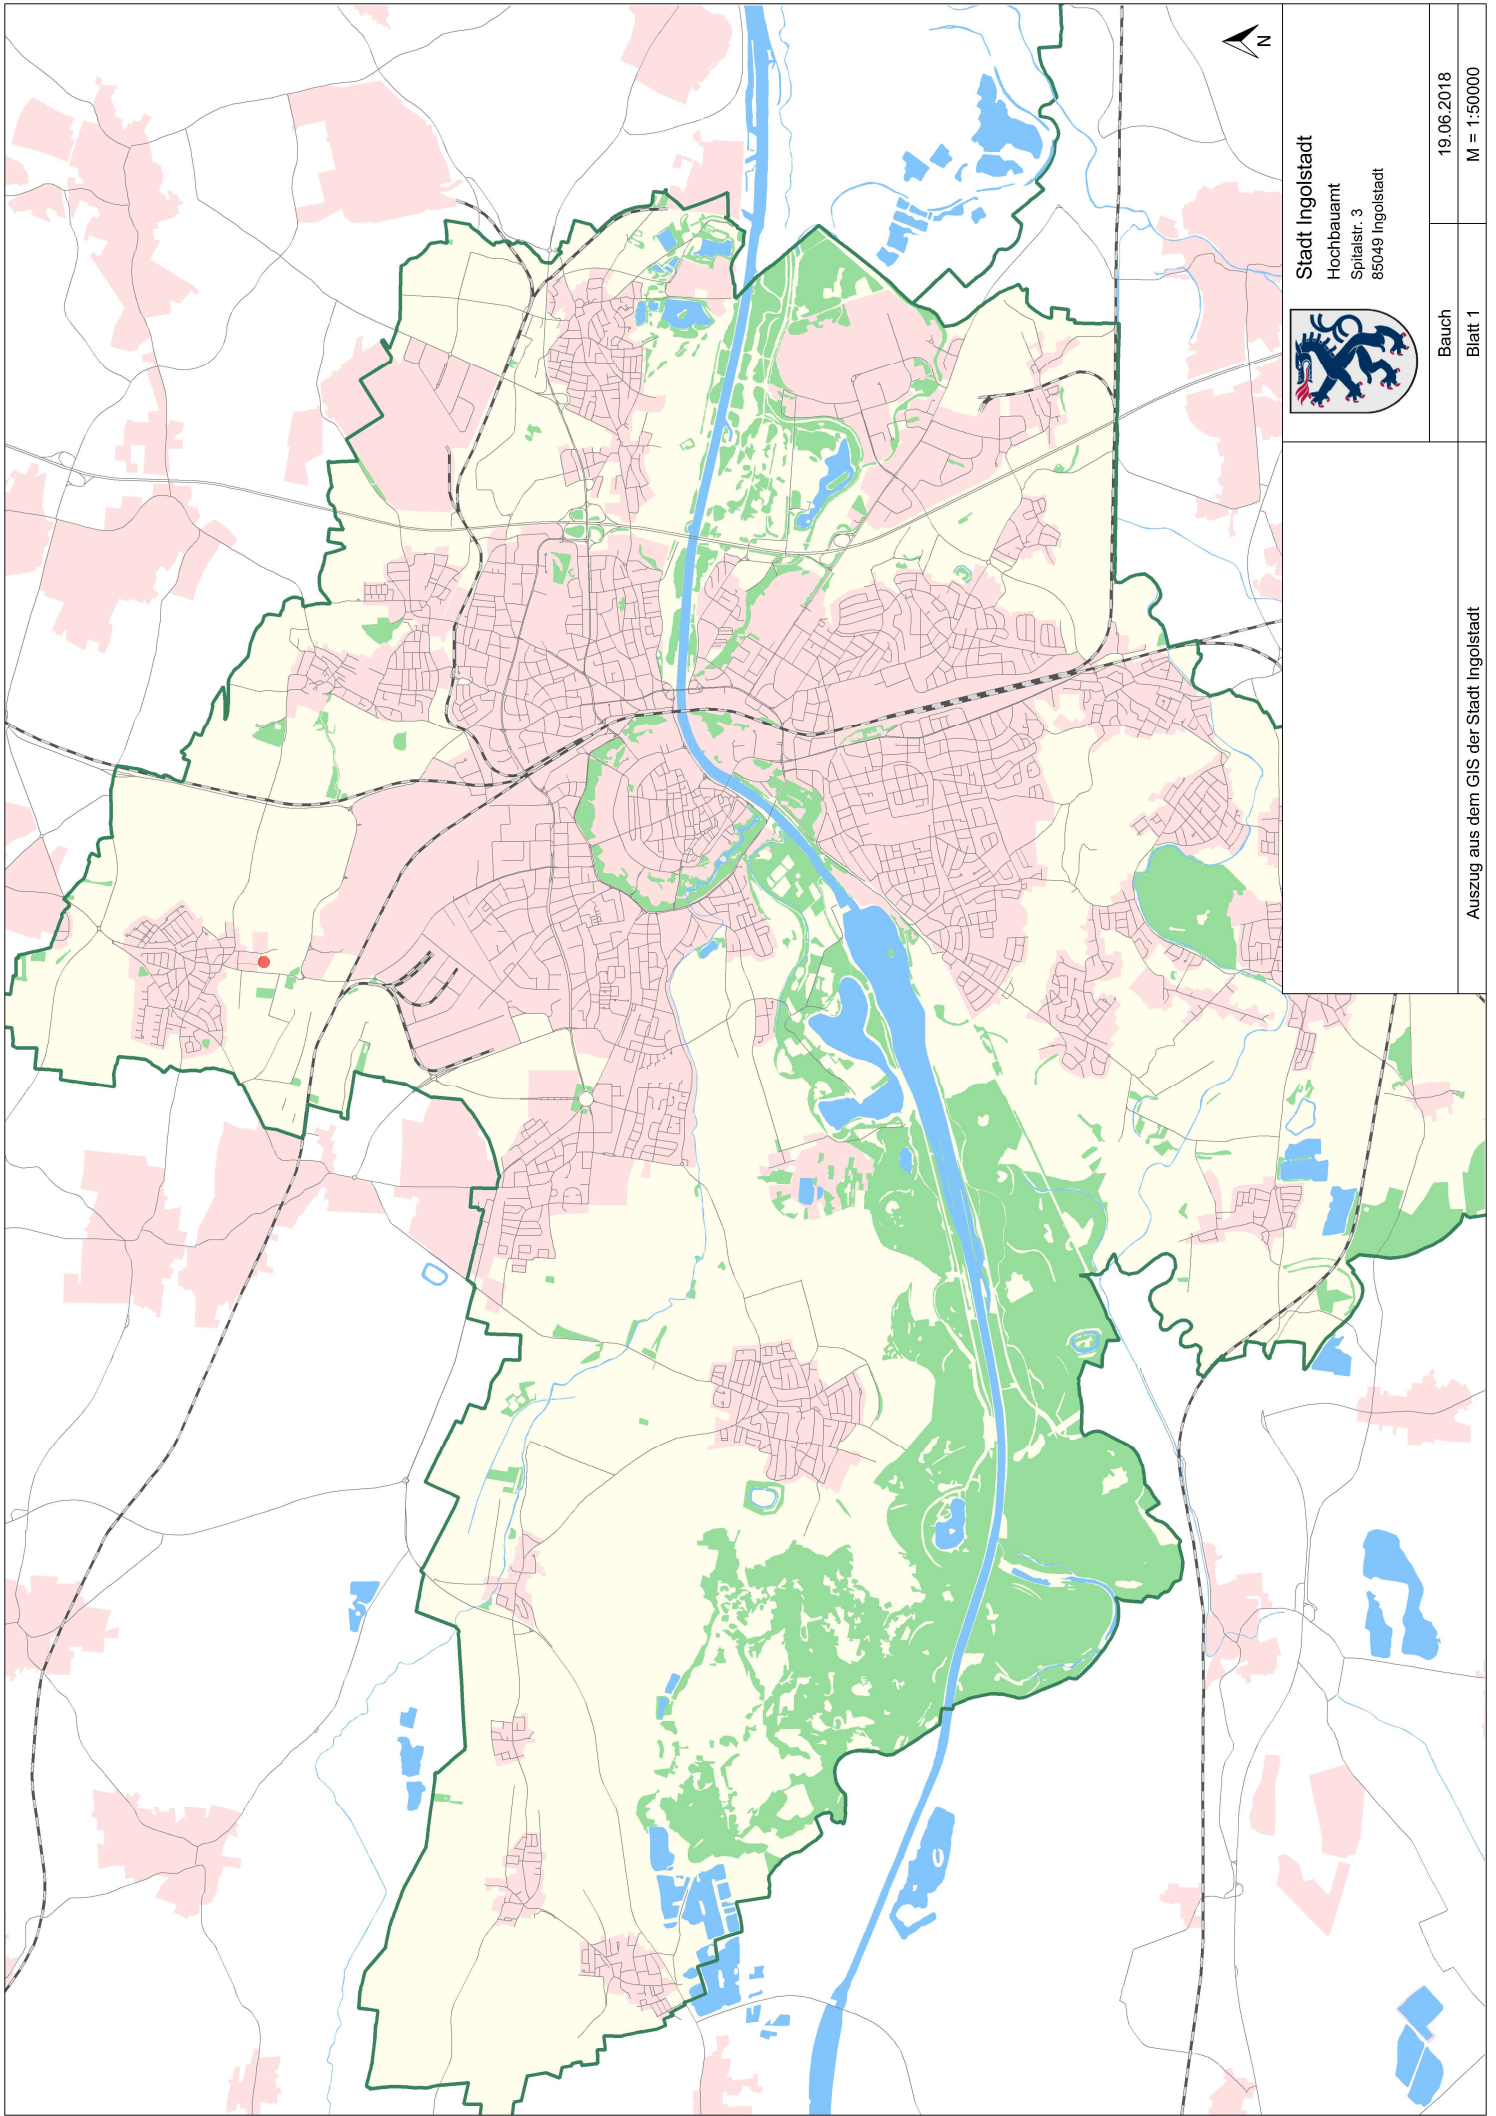 N
Stadt Ingolstadt
Hochbauamt
Spitalstr. 3
85049 Ingolstadt
Bauch
19.06.2018
Auszug aus dem GIS der Stadt Ingolstadt
Blatt 1
M = 1:50000